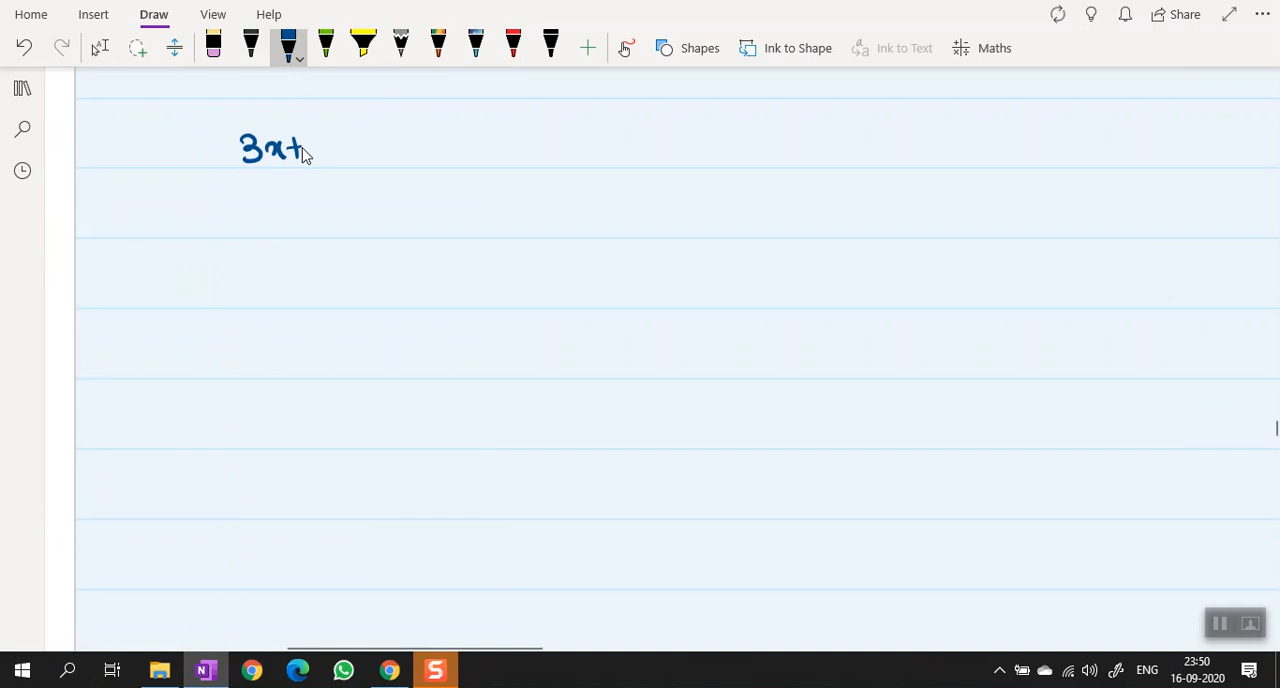 Home Insert Draw View Help Share
Shapes Ink to Shape Ink to Text Maths
3x+
ENG 23:50
16-09-2020